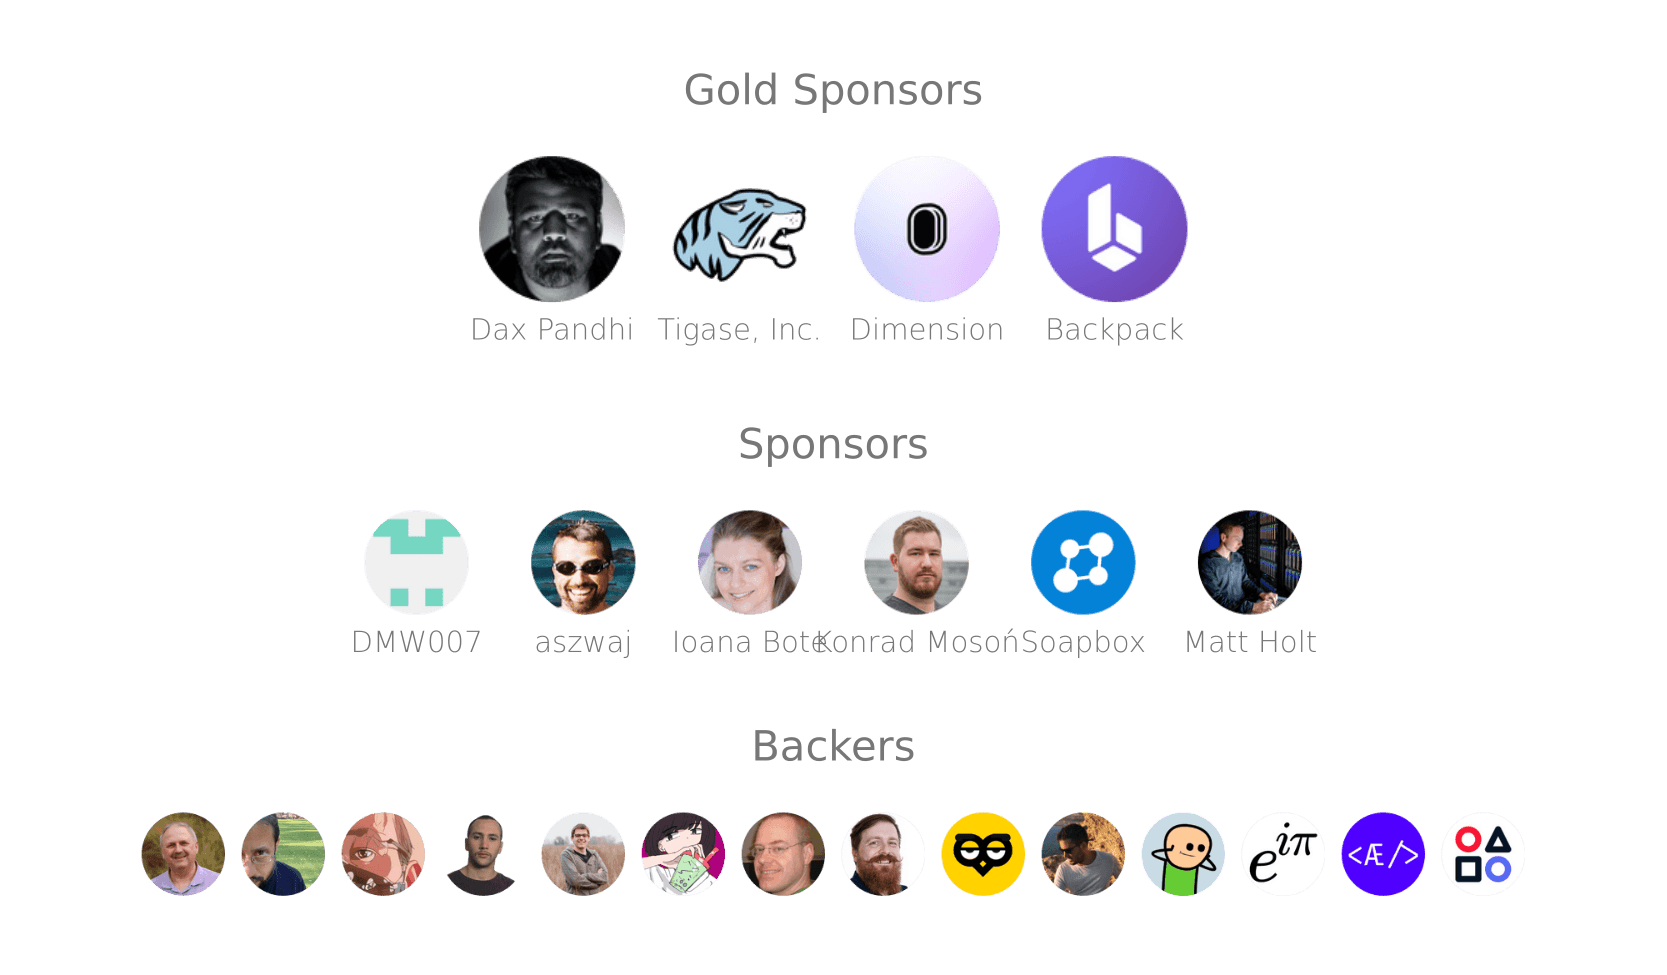 Gold Sponsors
Dax Pandhi Tigase, Inc. Dimension Backpack
Sponsors
DMW007 aszwaj Ioana Bote Konrad Mosoń Soapbox Matt Holt
Backers
e^{iπ} <Æ/>